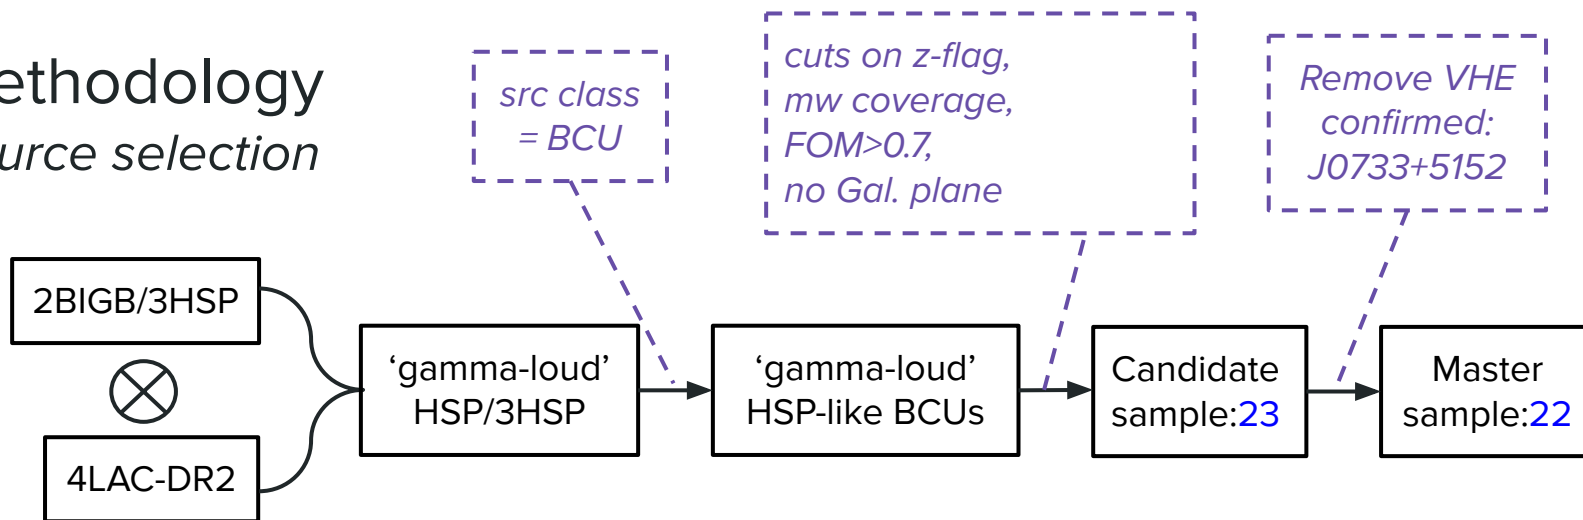 ethodology
urce selection
src class
= BCU
cuts on z-flag,
mw coverage,
FOM>0.7,
no Gal. plane
Remove VHE
confirmed:
J0733+5152
2BIGB/3HSP
4LAC-DR2
‘gamma-loud’
HSP/3HSP
‘gamma-loud’
HSP-like BCUs
Candidate
sample:23
Master
sample:22